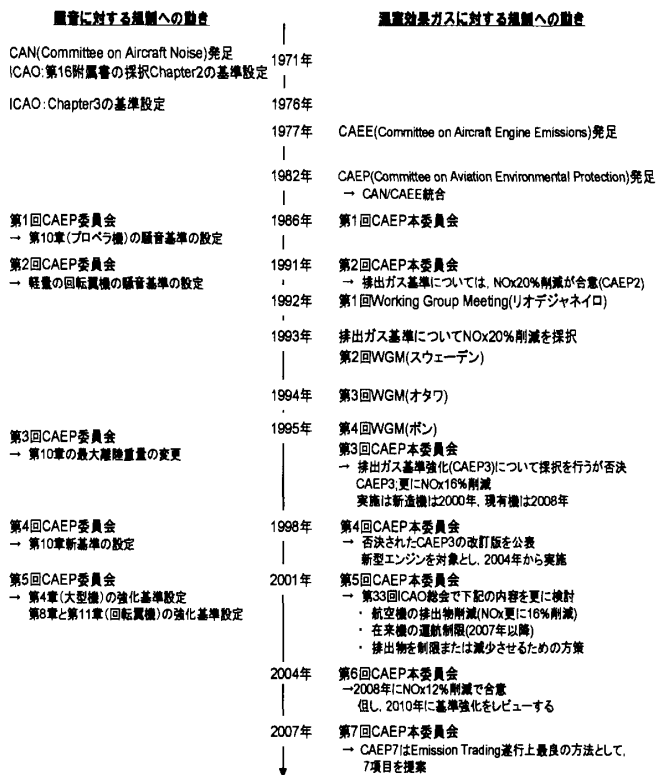 騒音に対する規制への動き
温室効果ガスに対する規制への動き
CAN(Committee on Aircraft Noise)発足
ICAO:第16附属書の採択Chapter2の基準設定
1971年
ICAO:Chapter3の基準設定
1976年
1977年
CAEE(Committee on Aircraft Engine Emissions)発足
1982年
CAEP(Committee on Aviation Environmental Protection)発足
→ CAN/CAEE統合
第1回CAEP委員会
→ 第10章(プロペラ機)の騒音基準の設定
1986年
第1回CAEP本委員会
第2回CAEP委員会
→ 軽量の回転翼機の騒音基準の設定
1991年
第2回CAEP本委員会
→ 排出ガス基準については、NOx20%削減が合意(CAEP2)
1992年
第1回Working Group Meeting(リオデジャネイロ)
1993年
排出ガス基準についてNOx20%削減を採択
第2回WGM(スウェーデン)
1994年
第3回WGM(オタワ)
1995年
第4回WGM(ボン)
第3回CAEP委員会
→ 第10章の最大離陸重量の変更
第3回CAEP本委員会
→ 排出ガス基準強化(CAEP3)について採択を行うが否決
CAEP3;更にNOx16%削減
実施は新造機は2000年, 現有機は2008年
第4回CAEP委員会
→ 第10章新基準の設定
1998年
第4回CAEP本委員会
→ 否決されたCAEP3の改訂版を公表
新型エンジンを対象とし, 2004年から実施
第5回CAEP委員会
→ 第4章(大型機)の強化基準設定
第8章と第11章(回転翼機)の強化基準設定
2001年
第5回CAEP本委員会
→ 第33回ICAO総会で下記の内容を更に検討
・ 航空機の排出物削減(NOx更に16%削減)
・ 在来機の運航制限(2007年以降)
・ 排出物を制限または減少させるための方策
2004年
第6回CAEP本委員会
→2008年にNOx12%削減で合意
但し, 2010年に基準強化をレビューする
2007年
第7回CAEP本委員会
→ CAEP7はEmission Trading遂行上最良の方法として,
7項目を提案